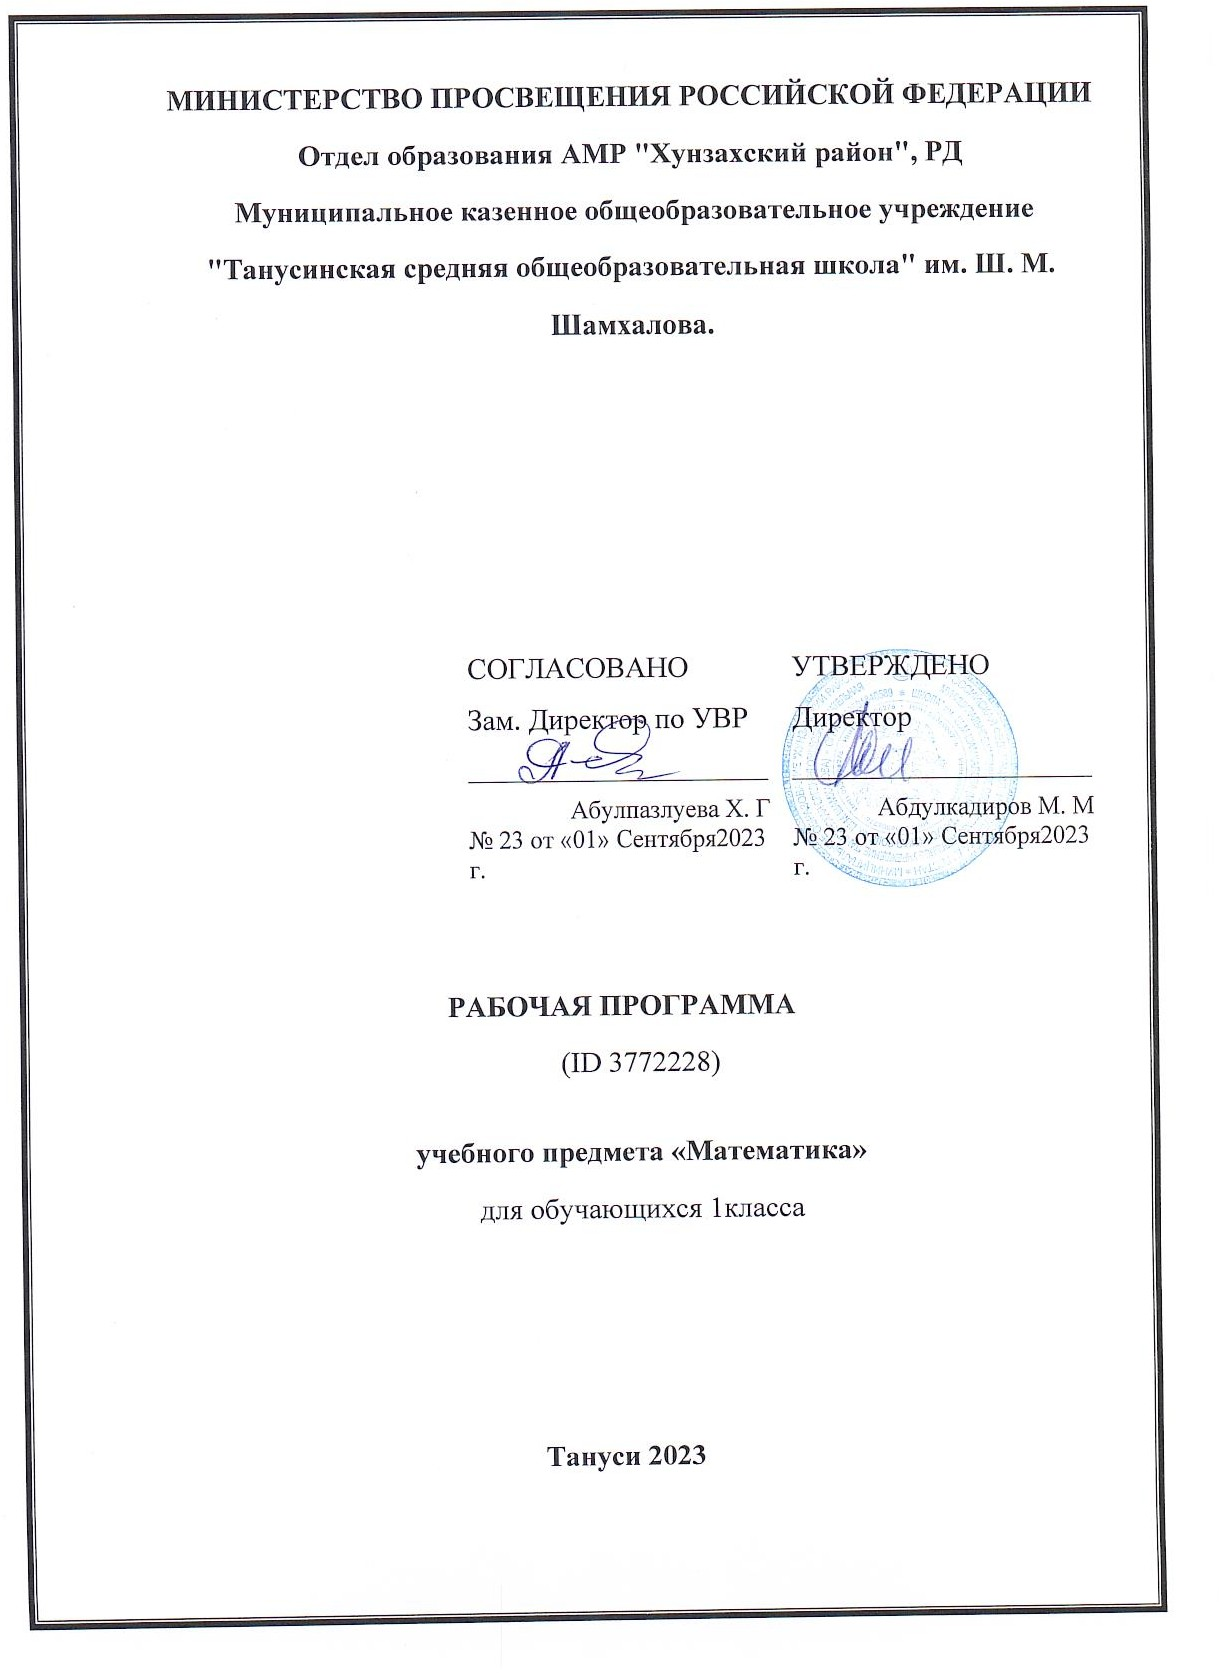 МИНИСТЕРСТВО ПРОСВЕЩЕНИЯ РОССИЙСКОЙ ФЕДЕРАЦИИ
Отдел образования АМР "Хунзахский район", РД
Муниципальное казенное общеобразовательное учреждение
"Танусинская средняя общеобразовательная школа" им. Ш. М.
Шамхалова.
СОГЛАСОВАНО
Зам. Директор по УВР
Абулпазлуева Х. Г
№ 23 от «01» Сентября2023
г.
УТВЕРЖДЕНО
Директор
Абдулкадиров М. М
№ 23 от «01» Сентября2023
г.
РАБОЧАЯ ПРОГРАММА
(ID 3772228)
учебного предмета «Математика»
для обучающихся 1класса
Тануси 2023